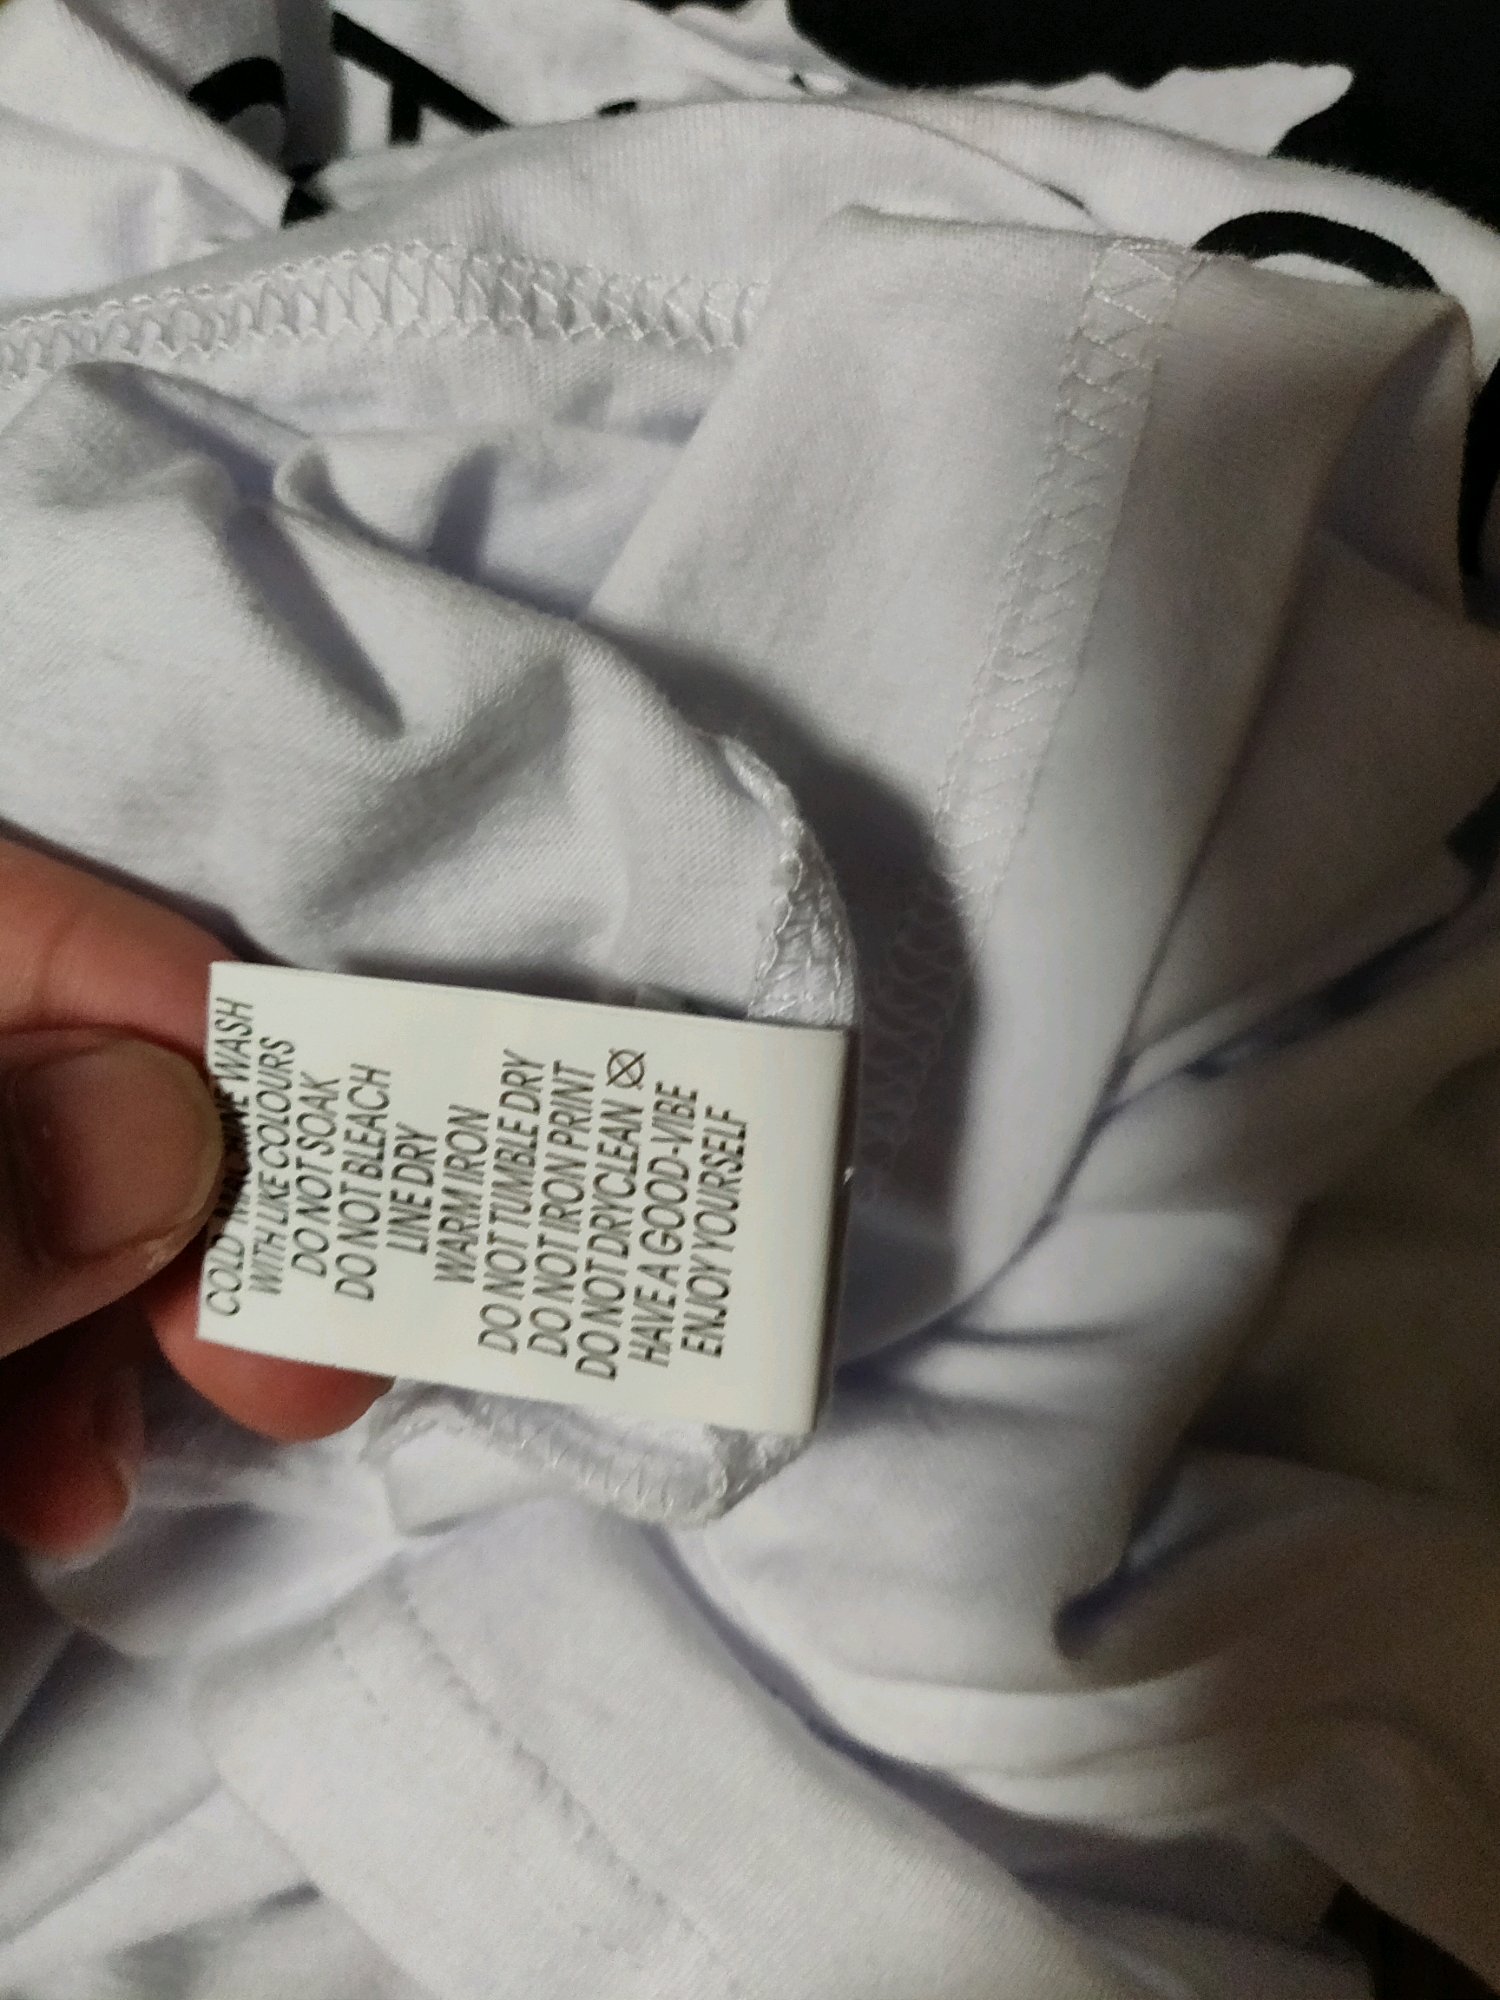 COLD MACHINE WASH
WITH LIKE COLOURS
DO NOT SOAK
DO NOT BLEACH
LINE DRY
WARM IRON
DO NOT TUMBLE DRY
DO NOT IRON PRINT
DO NOT DRYCLEAN
HAVE A GOOD-VIBE
ENJOY YOURSELF